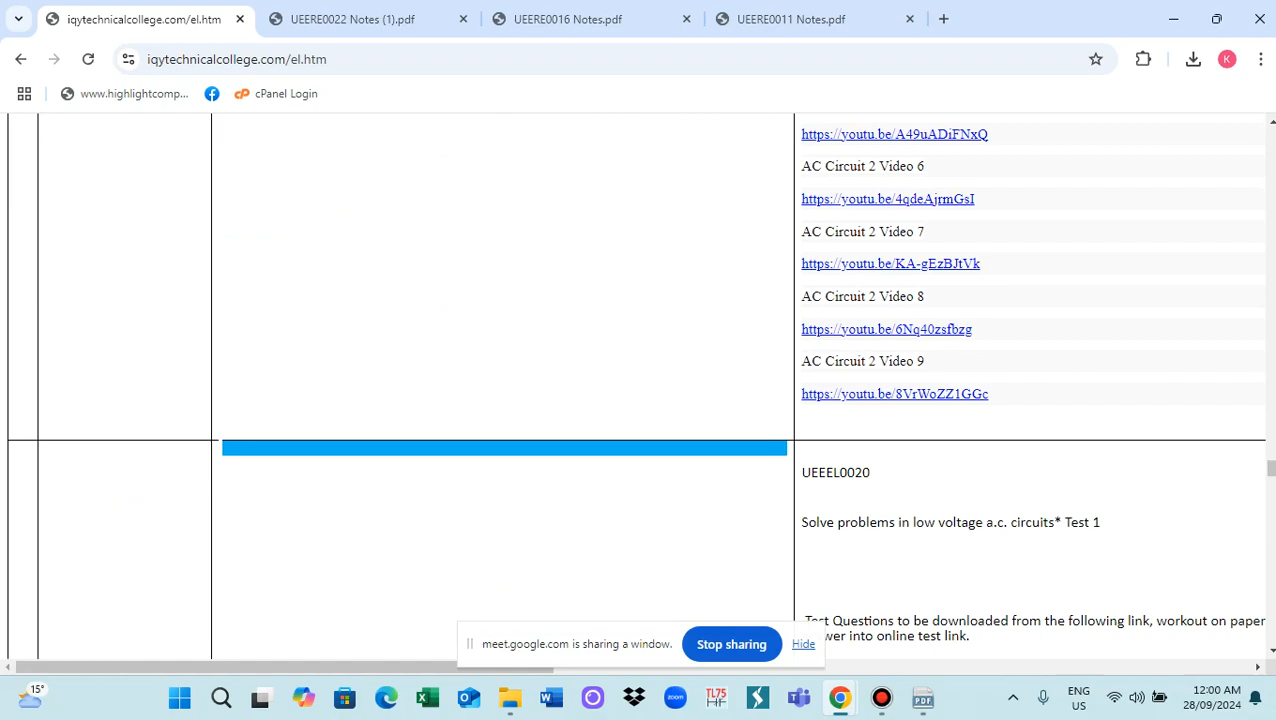 iqytechnicalcollege.com/el.htm
UEERE0022 Notes (1).pdf
UEERE0016 Notes.pdf
UEERE0011 Notes.pdf
iqytechnicalcollege.com/el.htm
K
www.highlightcomp...
cPanel Login
https://youtu.be/A49uADiFNxQ
AC Circuit 2 Video 6
https://youtu.be/4qdeAjrmGsI
AC Circuit 2 Video 7
https://youtu.be/KA-gEzBJtVk
AC Circuit 2 Video 8
https://youtu.be/6Nq40zsfbzg
AC Circuit 2 Video 9
https://youtu.be/8VrWoZZ1GGc
UEEEL0020
Solve problems in low voltage a.c. circuits* Test 1
Test Questions to be downloaded from the following link, workout on paper
wer into online test link.
meet.google.com is sharing a window.
Stop sharing
Hide
15°
TL75
ENG
US
12:00 AM
28/09/2024